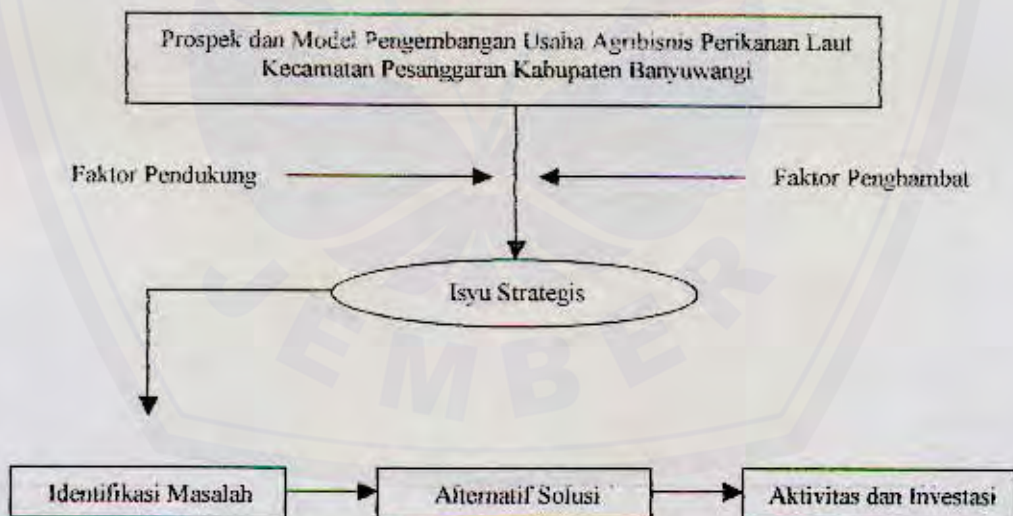 Prospek dan Model Pengembangan Usaha Agribisnis Perikanan Laut
Kecamatan Pesanggaran Kabupaten Banyuwangi
Faktor Pendukung
Faktor Penghambat
Isyu Strategis
JEMBER
Identifikasi Masalah
Alternatif Solusi
Aktivitas dan Investasi